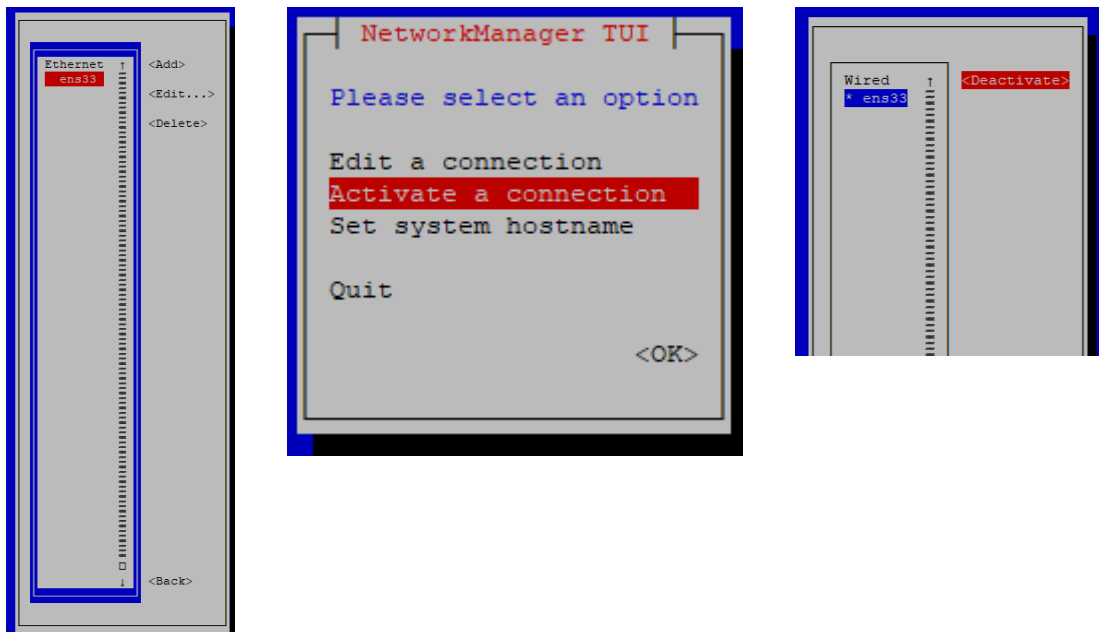 Ethernet ↑
ens33
<Add>
<Edit...>
<Delete>
↓ <Back>
NetworkManager TUI
Please select an option
Edit a connection
Activate a connection
Set system hostname
Quit
<OK>
Wired ↑
* ens33
<Deactivate>